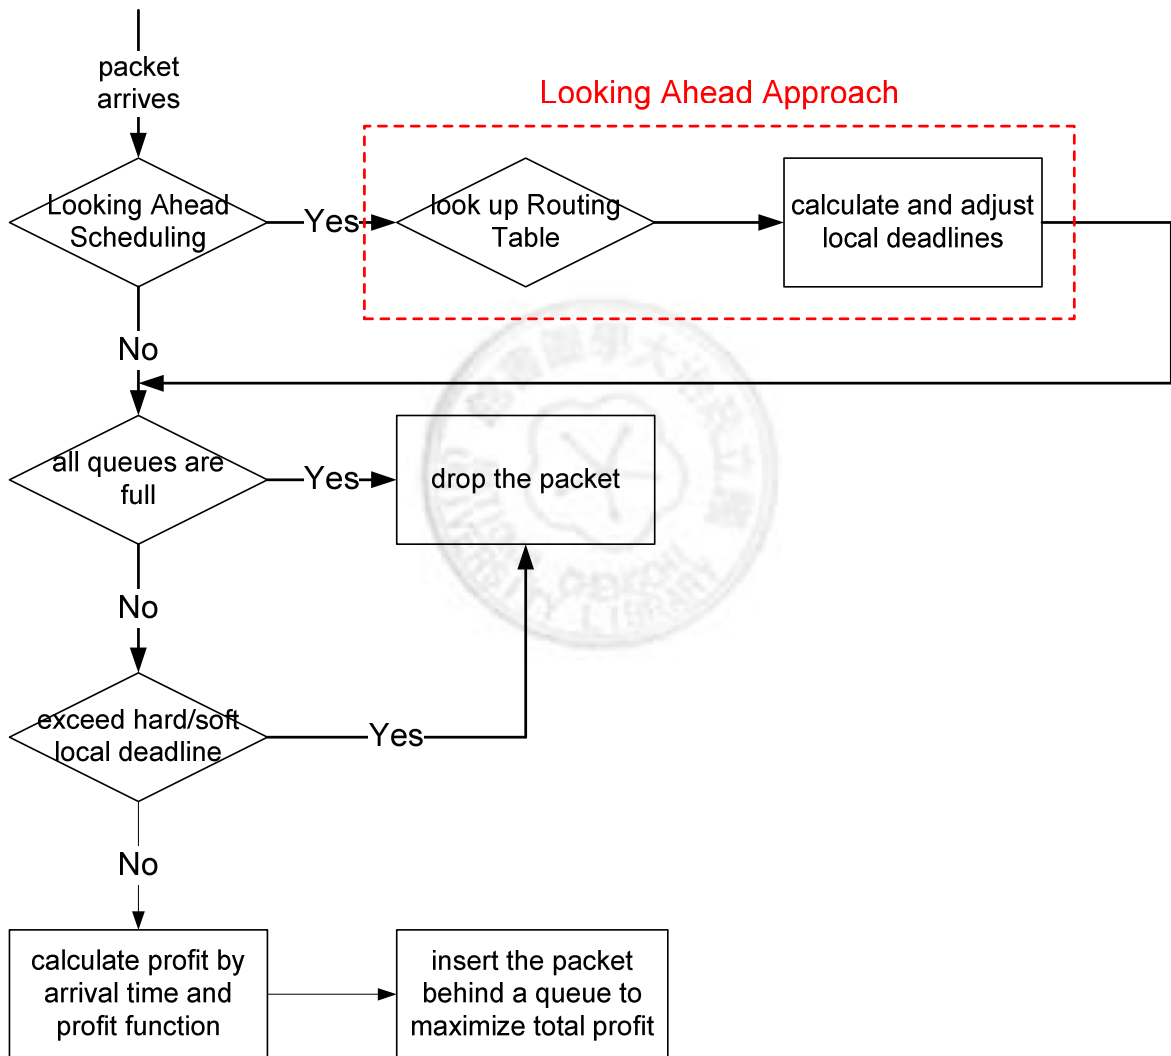 packet
arrives
Looking Ahead Approach
Looking Ahead
Scheduling
Yes
look up Routing
Table
calculate and adjust
local deadlines
No
all queues are
full
Yes
drop the packet
No
exceed hard/soft
local deadline
Yes
No
calculate profit by
arrival time and
profit function
insert the packet
behind a queue to
maximize total profit